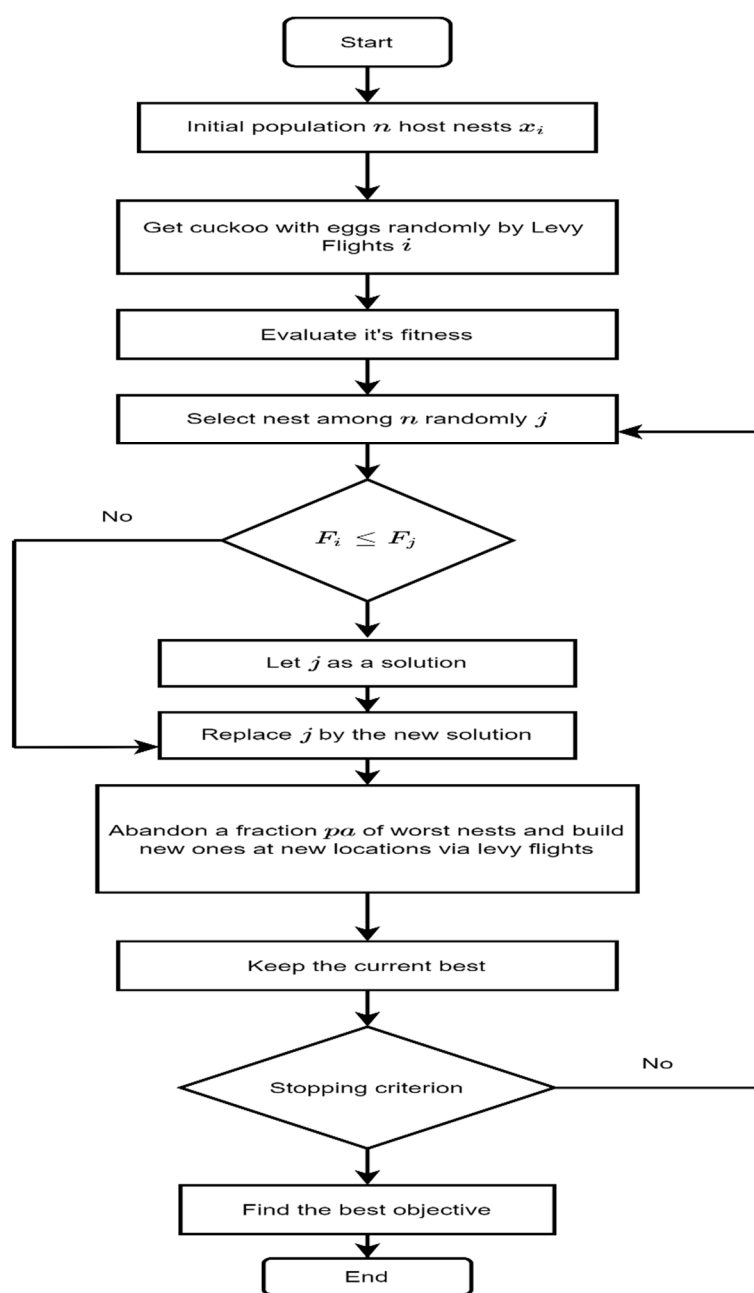 Start
Initial population n host nests xᵢ
Get cuckoo with eggs randomly by Levy
Flights i
Evaluate it's fitness
Select nest among n randomly j
No
Fᵢ ≤ Fⱼ
Let j as a solution
Replace j by the new solution
Abandon a fraction pa of worst nests and build
new ones at new locations via levy flights
Keep the current best
No
Stopping criterion
Find the best objective
End